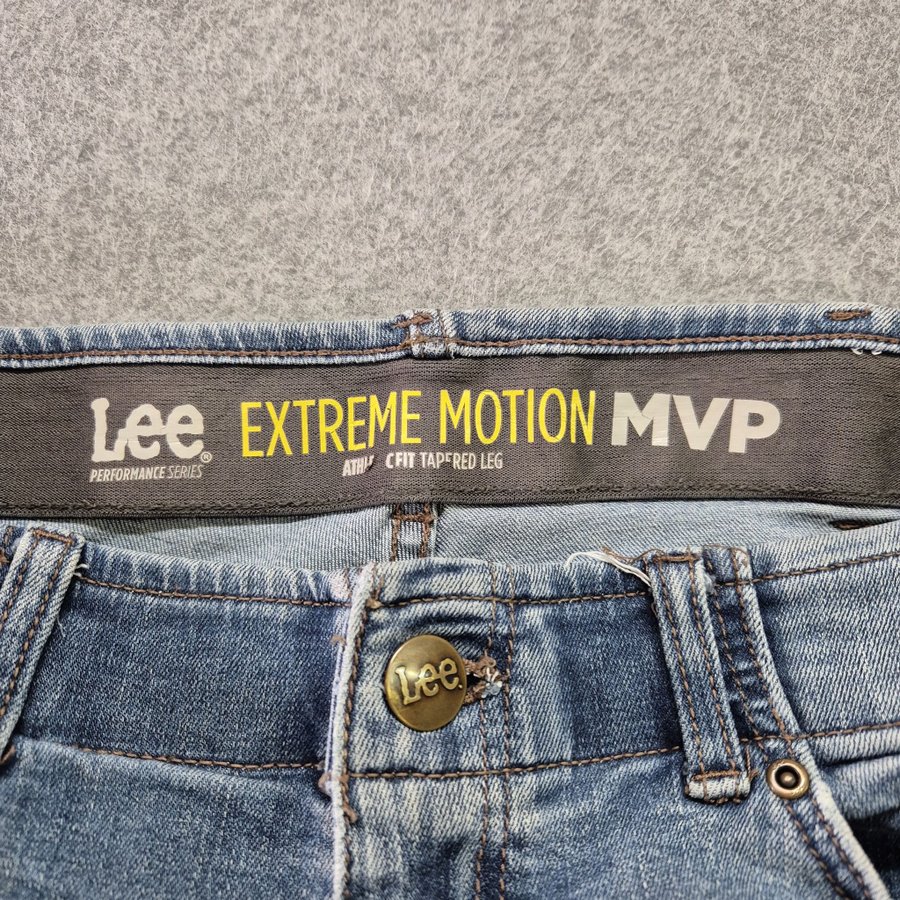 Lee EXTREME MOTION MVP
PERFORMANCE SERIES
FIT TAPERED LEG
Lee